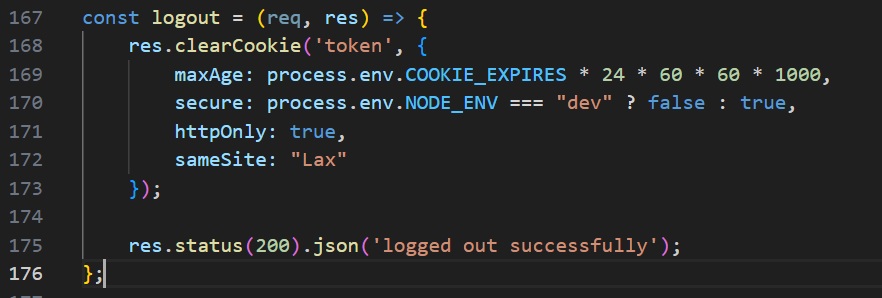 167 const logout = (req, res) => {
168 res.clearCookie('token', {
169 maxAge: process.env.COOKIE_EXPIRES * 24 * 60 * 60 * 1000,
170 secure: process.env.NODE_ENV === "dev" ? false : true,
171 httpOnly: true,
172 sameSite: "Lax"
173 });
174
175 res.status(200).json('logged out successfully');
176 };